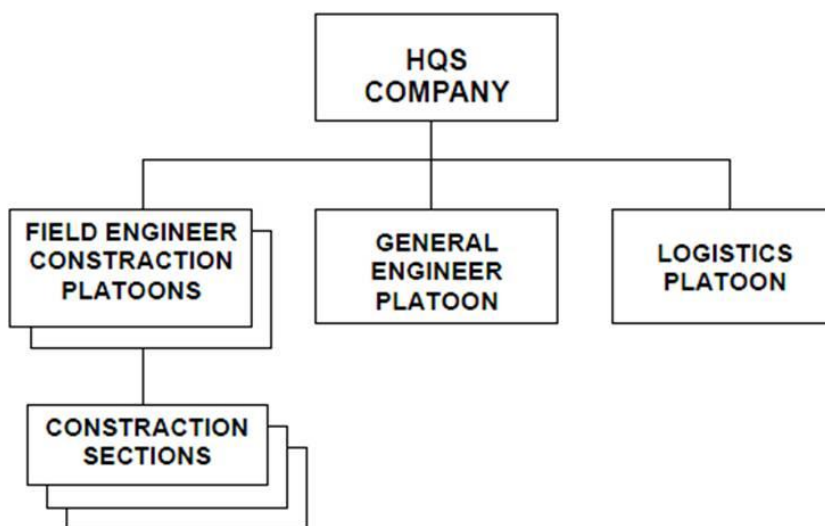 HQS
COMPANY
FIELD ENGINEER
CONSTRACTION
PLATOONS
GENERAL
ENGINEER
PLATOON
LOGISTICS
PLATOON
CONSTRACTION
SECTIONS